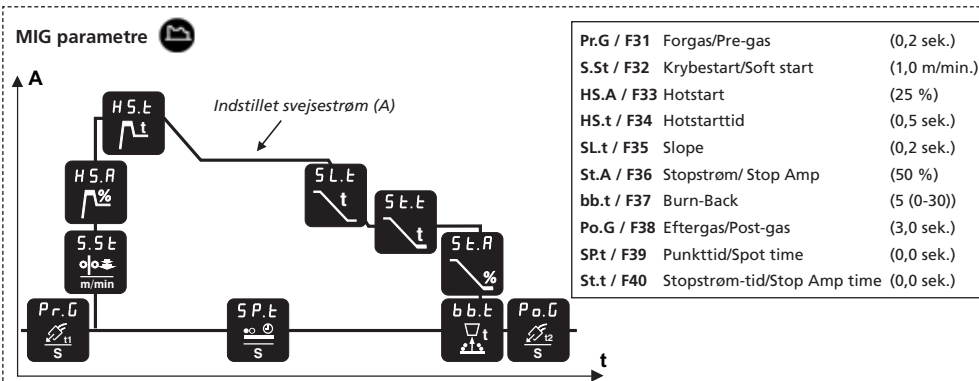 MIG parametre
A
Indstillet svejsestrøm (A)
HS.t
t
HS.A
%
S.St
m/min
Pr.G
t1
S
SP.t
S
SL.t
t
St.t
t
St.A
%
bb.t
t
Po.G
t2
S
t
Pr.G / F31 Forgas/Pre-gas (0,2 sek.)
S.St / F32 Krybestart/Soft start (1,0 m/min.)
HS.A / F33 Hotstart (25 %)
HS.t / F34 Hotstarttid (0,5 sek.)
SL.t / F35 Slope (0,2 sek.)
St.A / F36 Stopstrøm/ Stop Amp (50 %)
bb.t / F37 Burn-Back (5 (0-30))
Po.G / F38 Eftergas/Post-gas (3,0 sek.)
SP.t / F39 Punkttid/Spot time (0,0 sek.)
St.t / F40 Stopstrøm-tid/Stop Amp time (0,0 sek.)